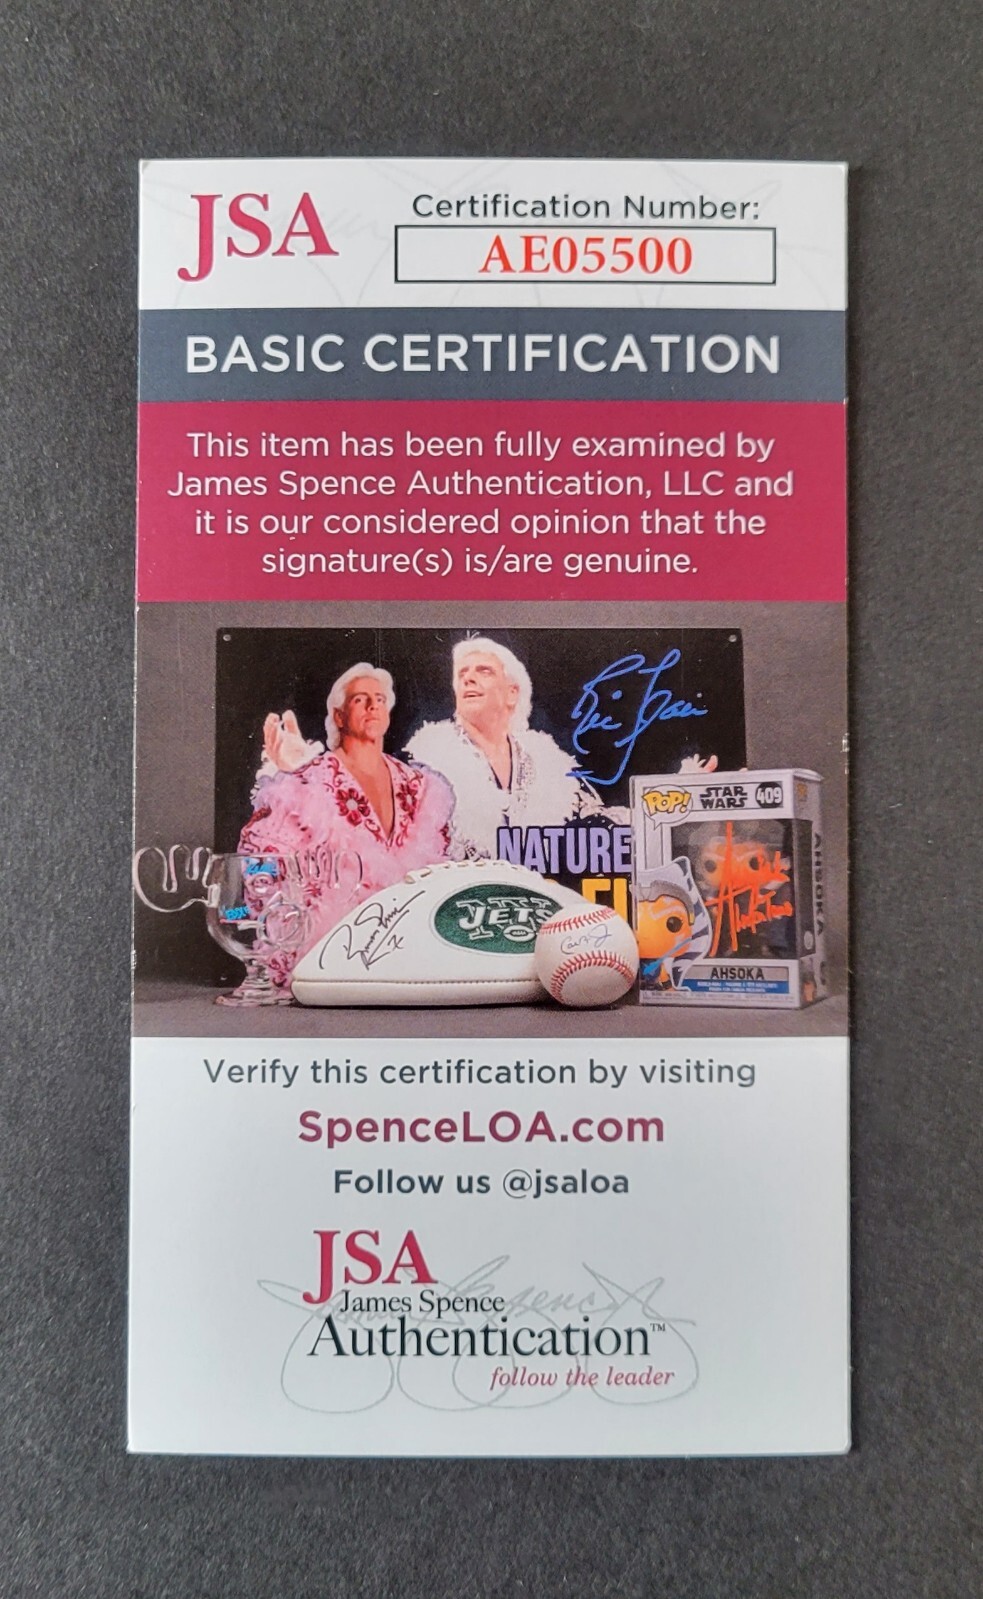 JSA
Certification Number:
AE05500
BASIC CERTIFICATION
This item has been fully examined by
James Spence Authentication, LLC and
it is our considered opinion that the
signature(s) is/are genuine.
NATURE
JETS
POP!
STAR
WARS
409
AHSOKA
AHSOKA
Verify this certification by visiting
SpenceLOA.com
Follow us @jsaloa
JSA
James Spence
Authentication™
follow the leader